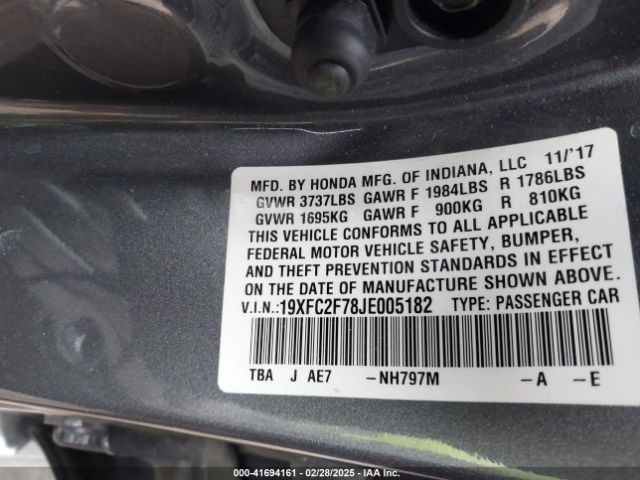 MFD. BY HONDA MFG. OF INDIANA, LLC 11/'17
GVWR 3737LBS GAWR F 1984LBS R 1786LBS
GVWR 1695KG GAWR F 900KG R 810KG
THIS VEHICLE CONFORMS TO ALL APPLICABLE
FEDERAL MOTOR VEHICLE SAFETY, BUMPER,
AND THEFT PREVENTION STANDARDS IN EFFECT
ON THE DATE OF MANUFACTURE SHOWN ABOVE.
V.I.N.:19XFC2F78JE005182 TYPE: PASSENGER CAR
TBA J AE7 -NH797M -A -E
000-41694161 | 02/28/2025 | IAA Inc.